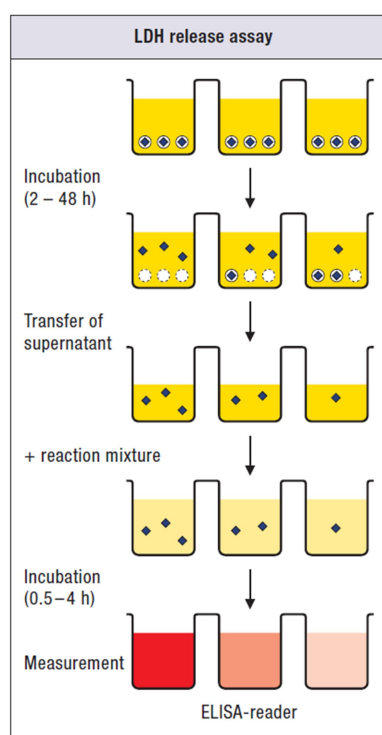 LDH release assay
Incubation
(2 – 48 h)
Transfer of
supernatant
+ reaction mixture
Incubation
(0.5–4 h)
Measurement
ELISA-reader